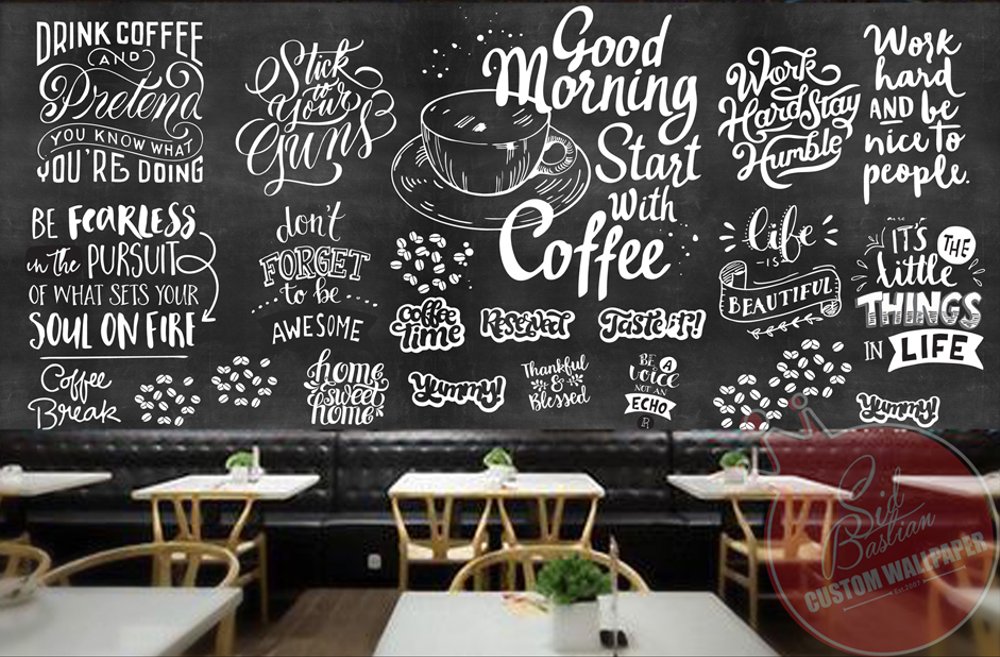 DRINK COFFEE
AND
Pretend
YOU KNOW WHAT
YOU'RE DOING
Stick
to
your
Guns
Good
Morning
Start
With
Coffee
Work
Hard Stay
Humble
Work
hard
AND be
nice to
people.
BE FEARLESS
in the PURSUIT
OF WHAT SETS YOUR
SOUL ON FIRE
don't
FORGET
to be
AWESOME
Coffee
time
Reserved
Taste it!
life
IS
BEAUTIFUL
IT'S THE
little
THINGS
IN LIFE
Coffee
Break
home
sweet
home
Yummy!
Thankful
&
Blessed
BE A
voice
NOT AN
ECHO
Yummy!
Sid
Bastian
CUSTOM WALLPAPER
Est.2007